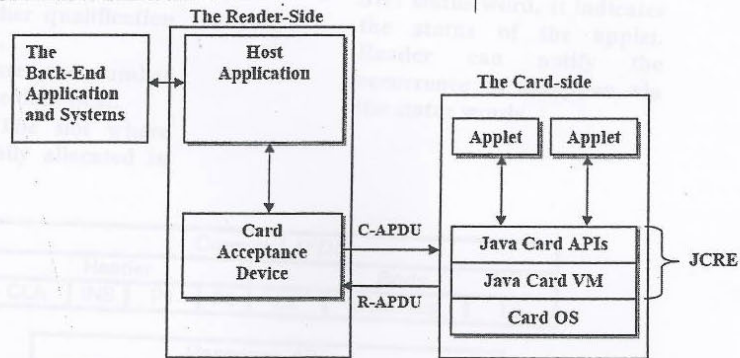 The Reader-Side
The
Back-End
Application
and Systems
Host
Application
Card
Acceptance
Device
C-APDU
R-APDU
The Card-side
Applet
Applet
Java Card APIs
Java Card VM
Card OS
JCRE